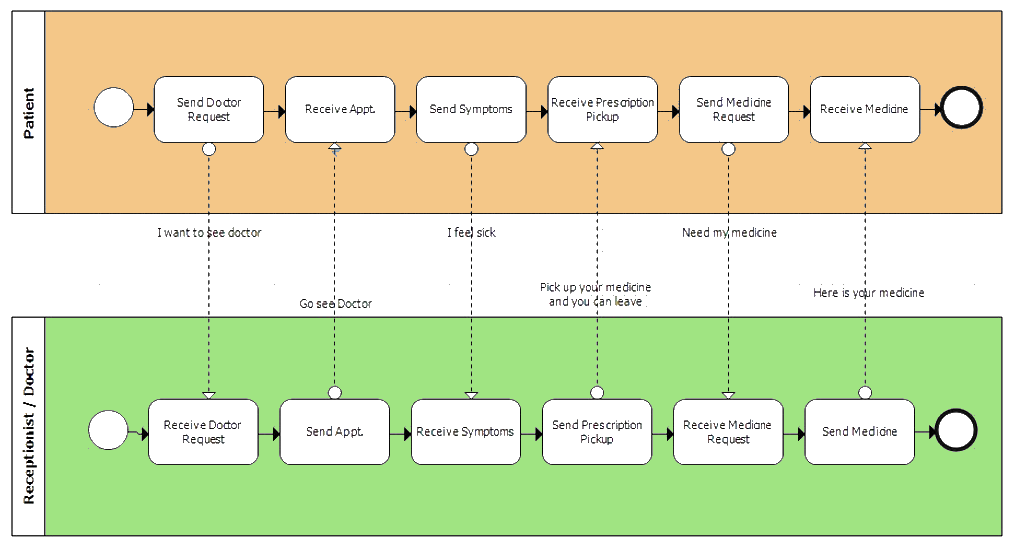 Patient
Send Doctor
Request
Receive Appt.
Send Symptoms
Receive Prescription
Pickup
Send Medicine
Request
Receive Medicine
I want to see doctor
I feel sick
Need my medicine
Go see Doctor
Pick up your medicine
and you can leave
Here is your medicine
Receptionist / Doctor
Receive Doctor
Request
Send Appt.
Receive Symptoms
Send Prescription
Pickup
Receive Medicine
Request
Send Medicine